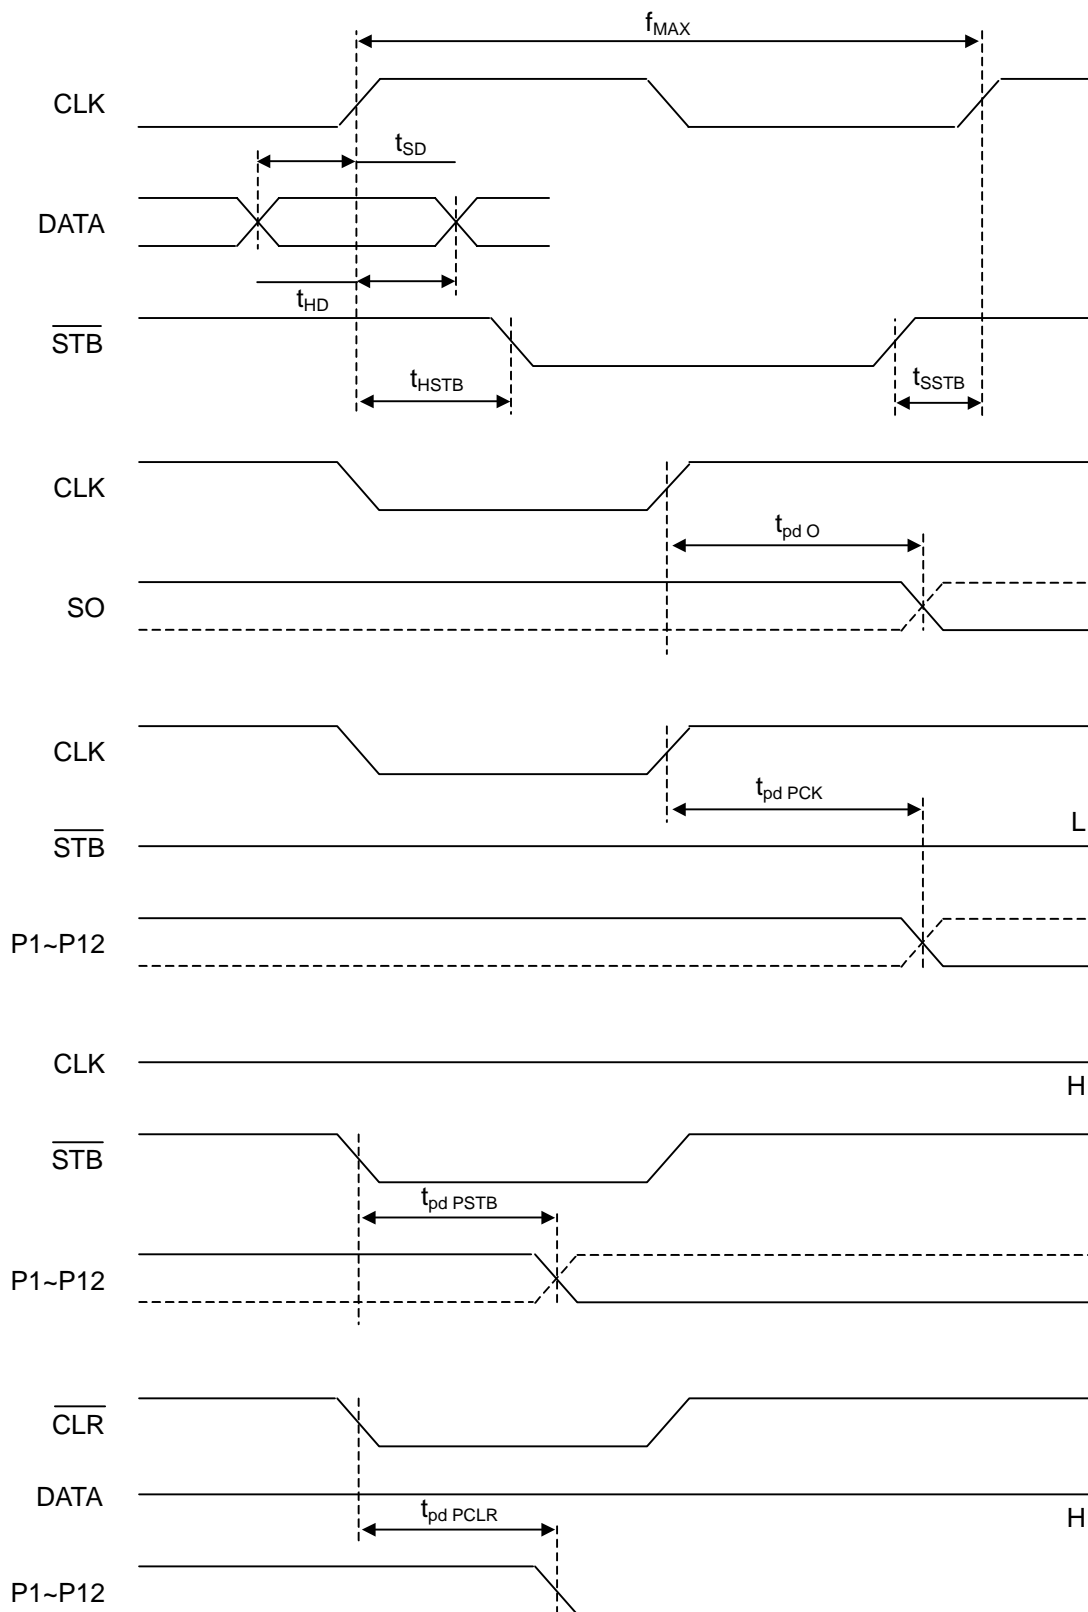 fMAX
CLK
tSD
DATA
tHD
STB
tHSTB
tSSTB
CLK
tpd O
SO
CLK
tpd PCK
L
STB
P1~P12
CLK
H
STB
tpd PSTB
P1~P12
CLR
DATA
H
tpd PCLR
P1~P12